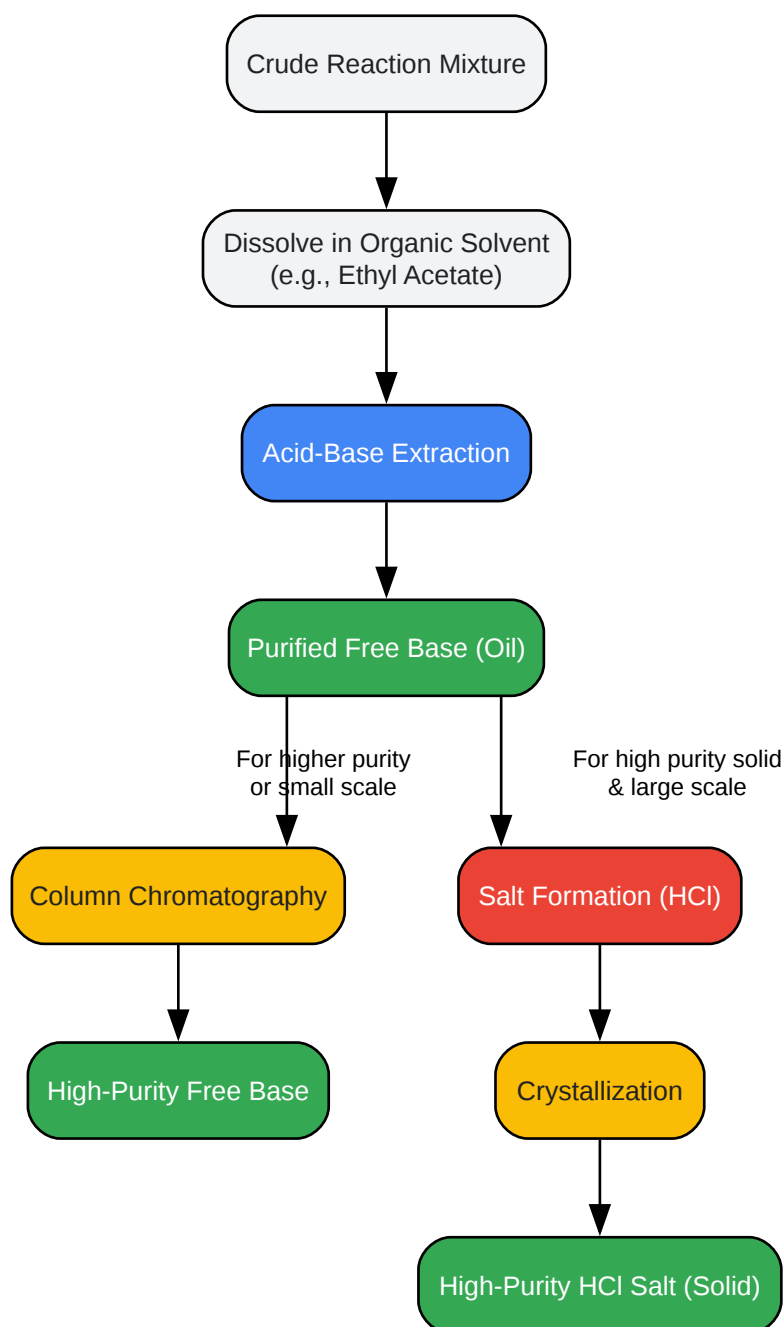 Crude Reaction Mixture
Dissolve in Organic Solvent
(e.g., Ethyl Acetate)
Acid-Base Extraction
Purified Free Base (Oil)
For higher purity
or small scale
For high purity solid
& large scale
Column Chromatography
Salt Formation (HCl)
High-Purity Free Base
Crystallization
High-Purity HCl Salt (Solid)